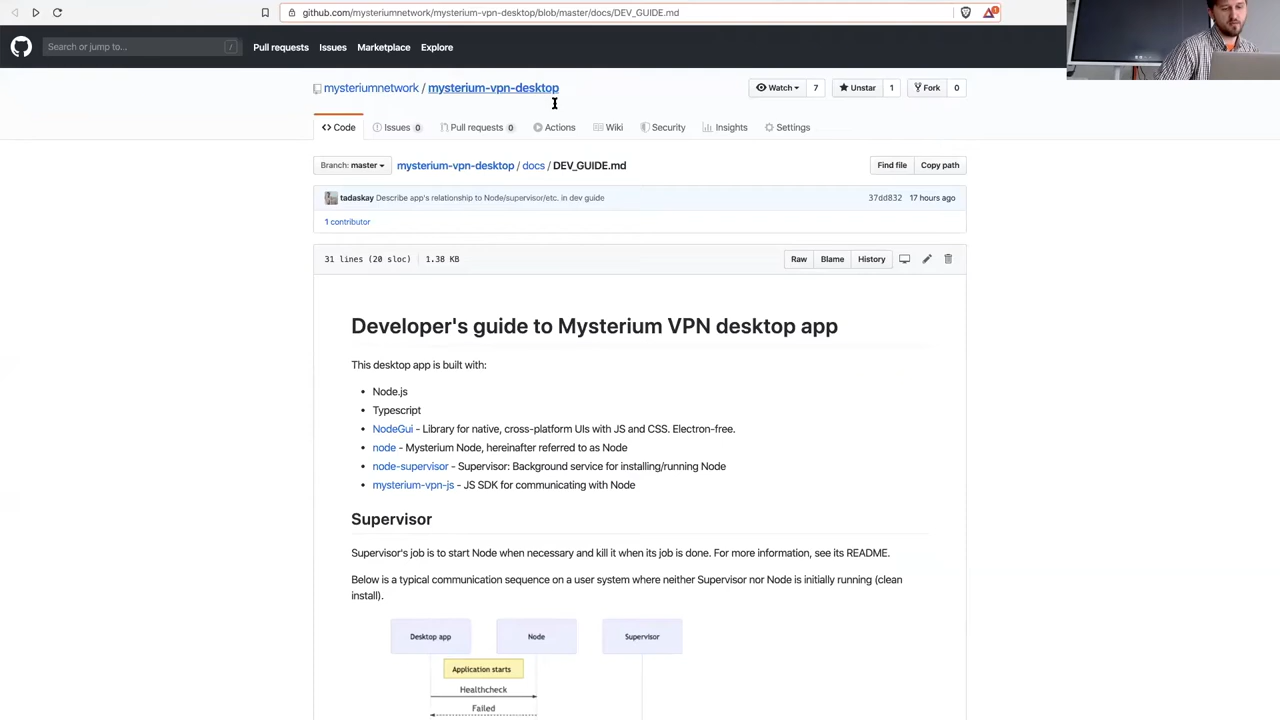 github.com/mysteriumnetwork/mysterium-vpn-desktop/blob/master/docs/DEV_GUIDE.md
1
Search or jump to...
/
Pull requests
Issues
Marketplace
Explore
mysteriumnetwork / mysterium-vpn-desktop
Watch 7
Unstar 1
Fork 0
Code
Issues 0
Pull requests 0
Actions
Wiki
Security
Insights
Settings
Branch: master
mysterium-vpn-desktop / docs / DEV_GUIDE.md
Find file
Copy path
tadaskay Describe app's relationship to Node/supervisor/etc. in dev guide
37dd832 17 hours ago
1 contributor
31 lines (20 sloc) 1.38 KB
Raw
Blame
History
Developer's guide to Mysterium VPN desktop app
This desktop app is built with:
• Node.js
• Typescript
• NodeGui - Library for native, cross-platform UIs with JS and CSS. Electron-free.
• node - Mysterium Node, hereinafter referred to as Node
• node-supervisor - Supervisor: Background service for installing/running Node
• mysterium-vpn-js - JS SDK for communicating with Node
Supervisor
Supervisor's job is to start Node when necessary and kill it when its job is done. For more information, see its README.
Below is a typical communication sequence on a user system where neither Supervisor nor Node is initially running (clean
install).
Desktop app
Node
Supervisor
Application starts
Healthcheck
Failed